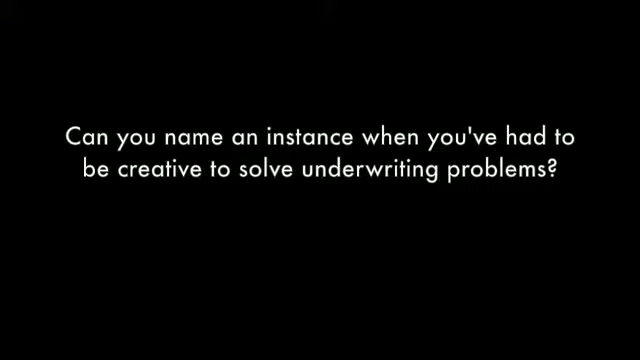 Can you name an instance when you've had to
be creative to solve underwriting problems?